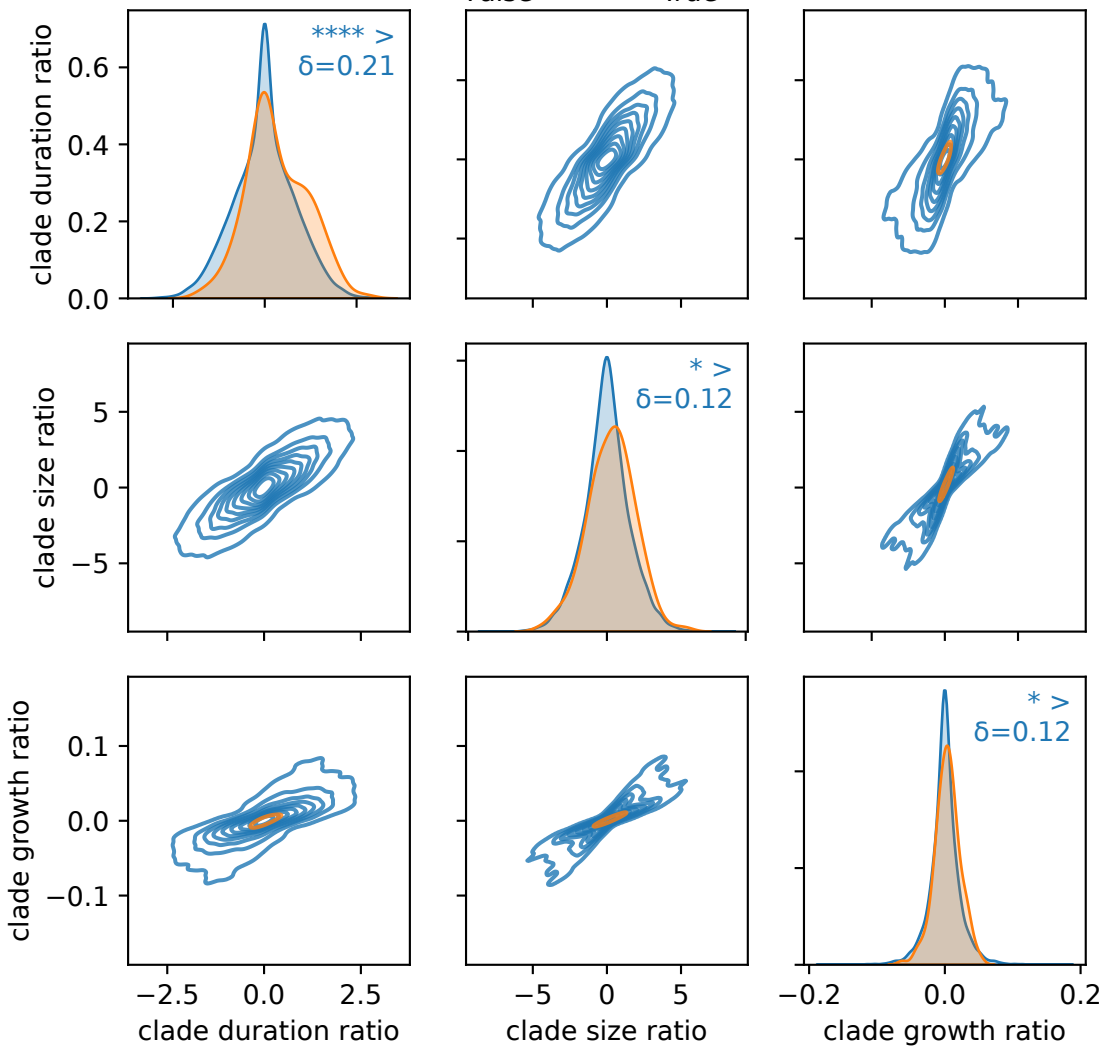 clade duration ratio
0.6
0.4
0.2
0.0
**** >
δ=0.21
clade size ratio
5
0
−5
* >
δ=0.12
clade growth ratio
0.1
0.0
−0.1
* >
δ=0.12
−2.5 0.0 2.5
−5 0 5
−0.2 0.0 0.2
clade duration ratio
clade size ratio
clade growth ratio